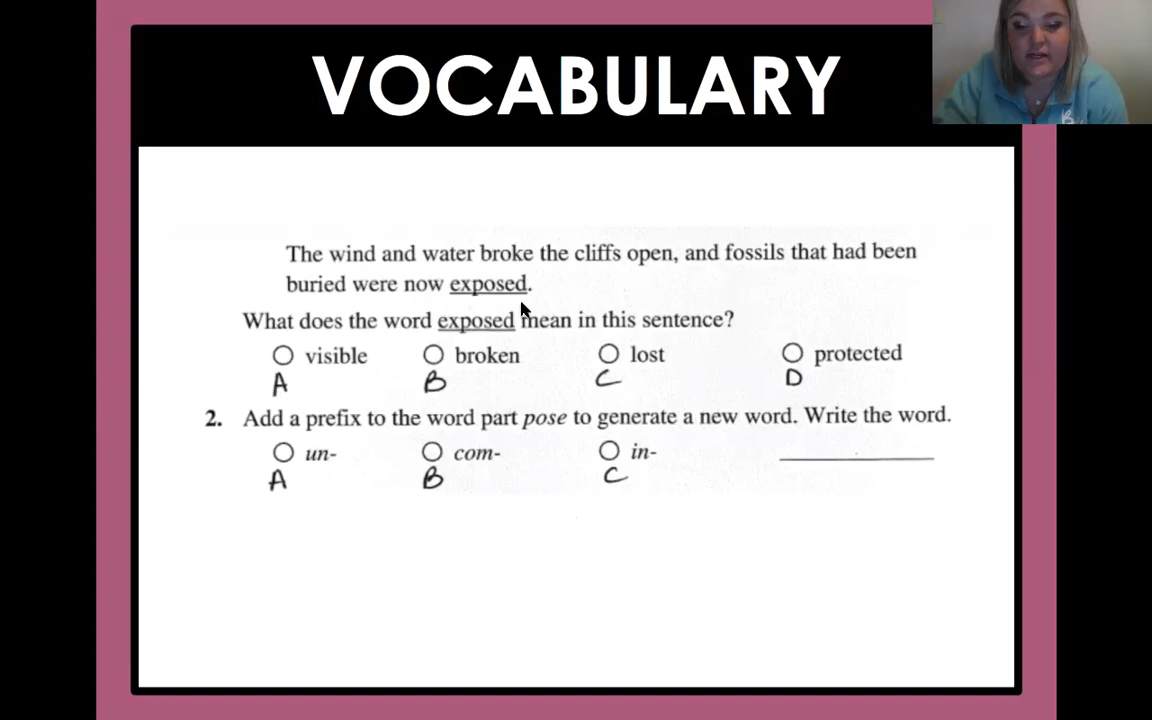 VOCABULARY
The wind and water broke the cliffs open, and fossils that had been
buried were now exposed.
What does the word exposed mean in this sentence?
visible broken lost protected
A B C D
2. Add a prefix to the word part pose to generate a new word. Write the word.
un- com- in-
A B C